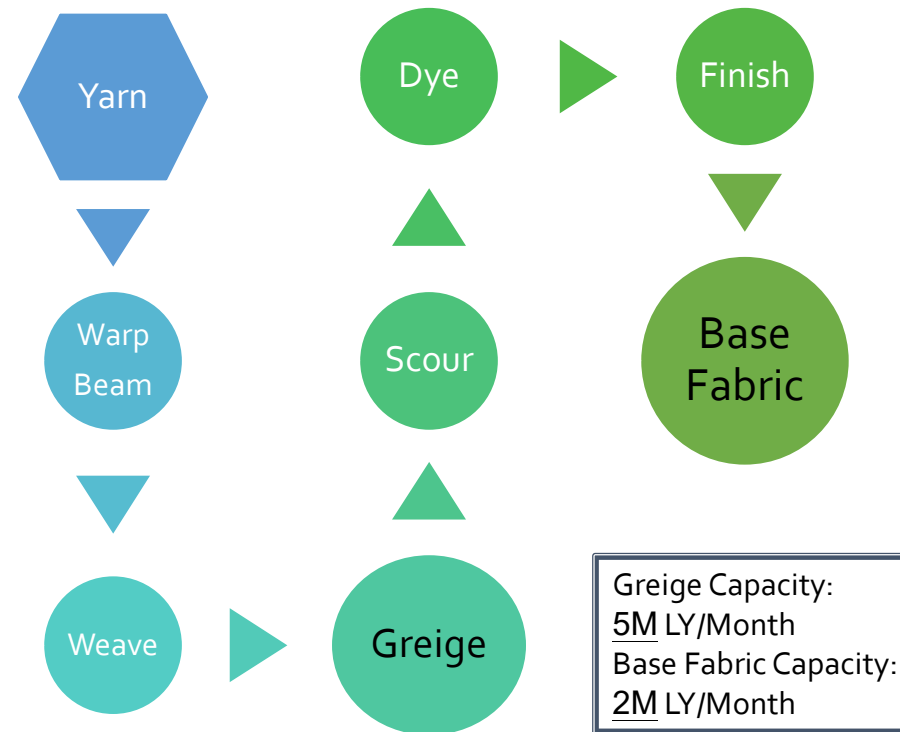 Yarn
Warp
Beam
Weave
Greige
Scour
Dye
Finish
Base
Fabric
Greige Capacity:
5M LY/Month
Base Fabric Capacity:
2M LY/Month